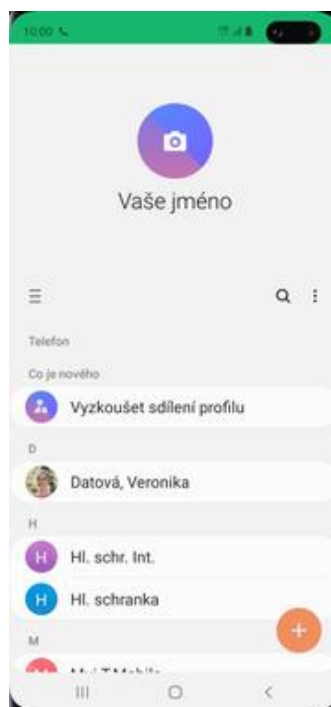 10:00
Vaše jméno
Telefon
Co je nového
Vyzkoušet sdílení profilu
D
Datová, Veronika
H
H Hl. schr. Int.
H Hl. schranka
M